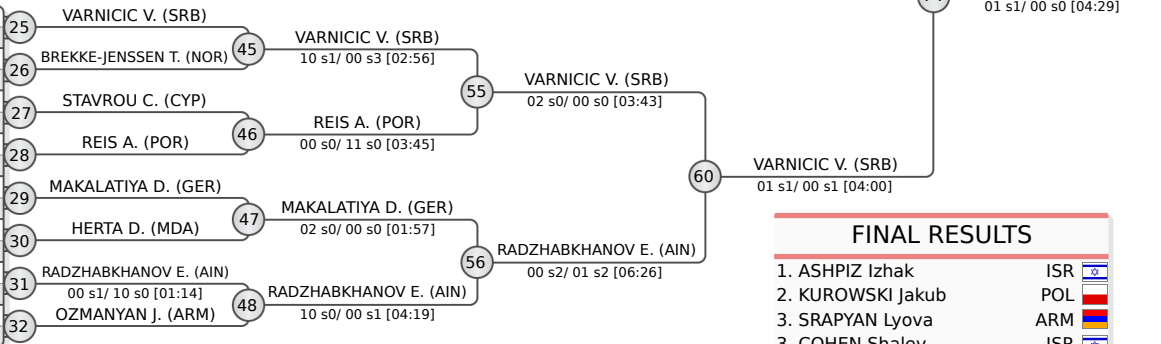 01 s1/ 00 s0 [04:29]
25
VARNICIC V. (SRB)
26
BREKKE-JENSSEN T. (NOR)
45
VARNICIC V. (SRB)
10 s1/ 00 s3 [02:56]
27
STAVROU C. (CYP)
28
REIS A. (POR)
46
REIS A. (POR)
00 s0/ 11 s0 [03:45]
55
VARNICIC V. (SRB)
02 s0/ 00 s0 [03:43]
29
MAKALATIYA D. (GER)
30
HERTA D. (MDA)
47
MAKALATIYA D. (GER)
02 s0/ 00 s0 [01:57]
31
RADZHABKHANOV E. (AIN)
00 s1/ 10 s0 [01:14]
32
OZMANYAN J. (ARM)
48
RADZHABKHANOV E. (AIN)
10 s0/ 00 s1 [04:19]
56
RADZHABKHANOV E. (AIN)
00 s2/ 01 s2 [06:26]
60
VARNICIC V. (SRB)
01 s1/ 00 s1 [04:00]
FINAL RESULTS
1. ASHPIZ Izhak ISR
2. KUROWSKI Jakub POL
3. SRAPYAN Lyova ARM
3. COHEN Shalev ISR